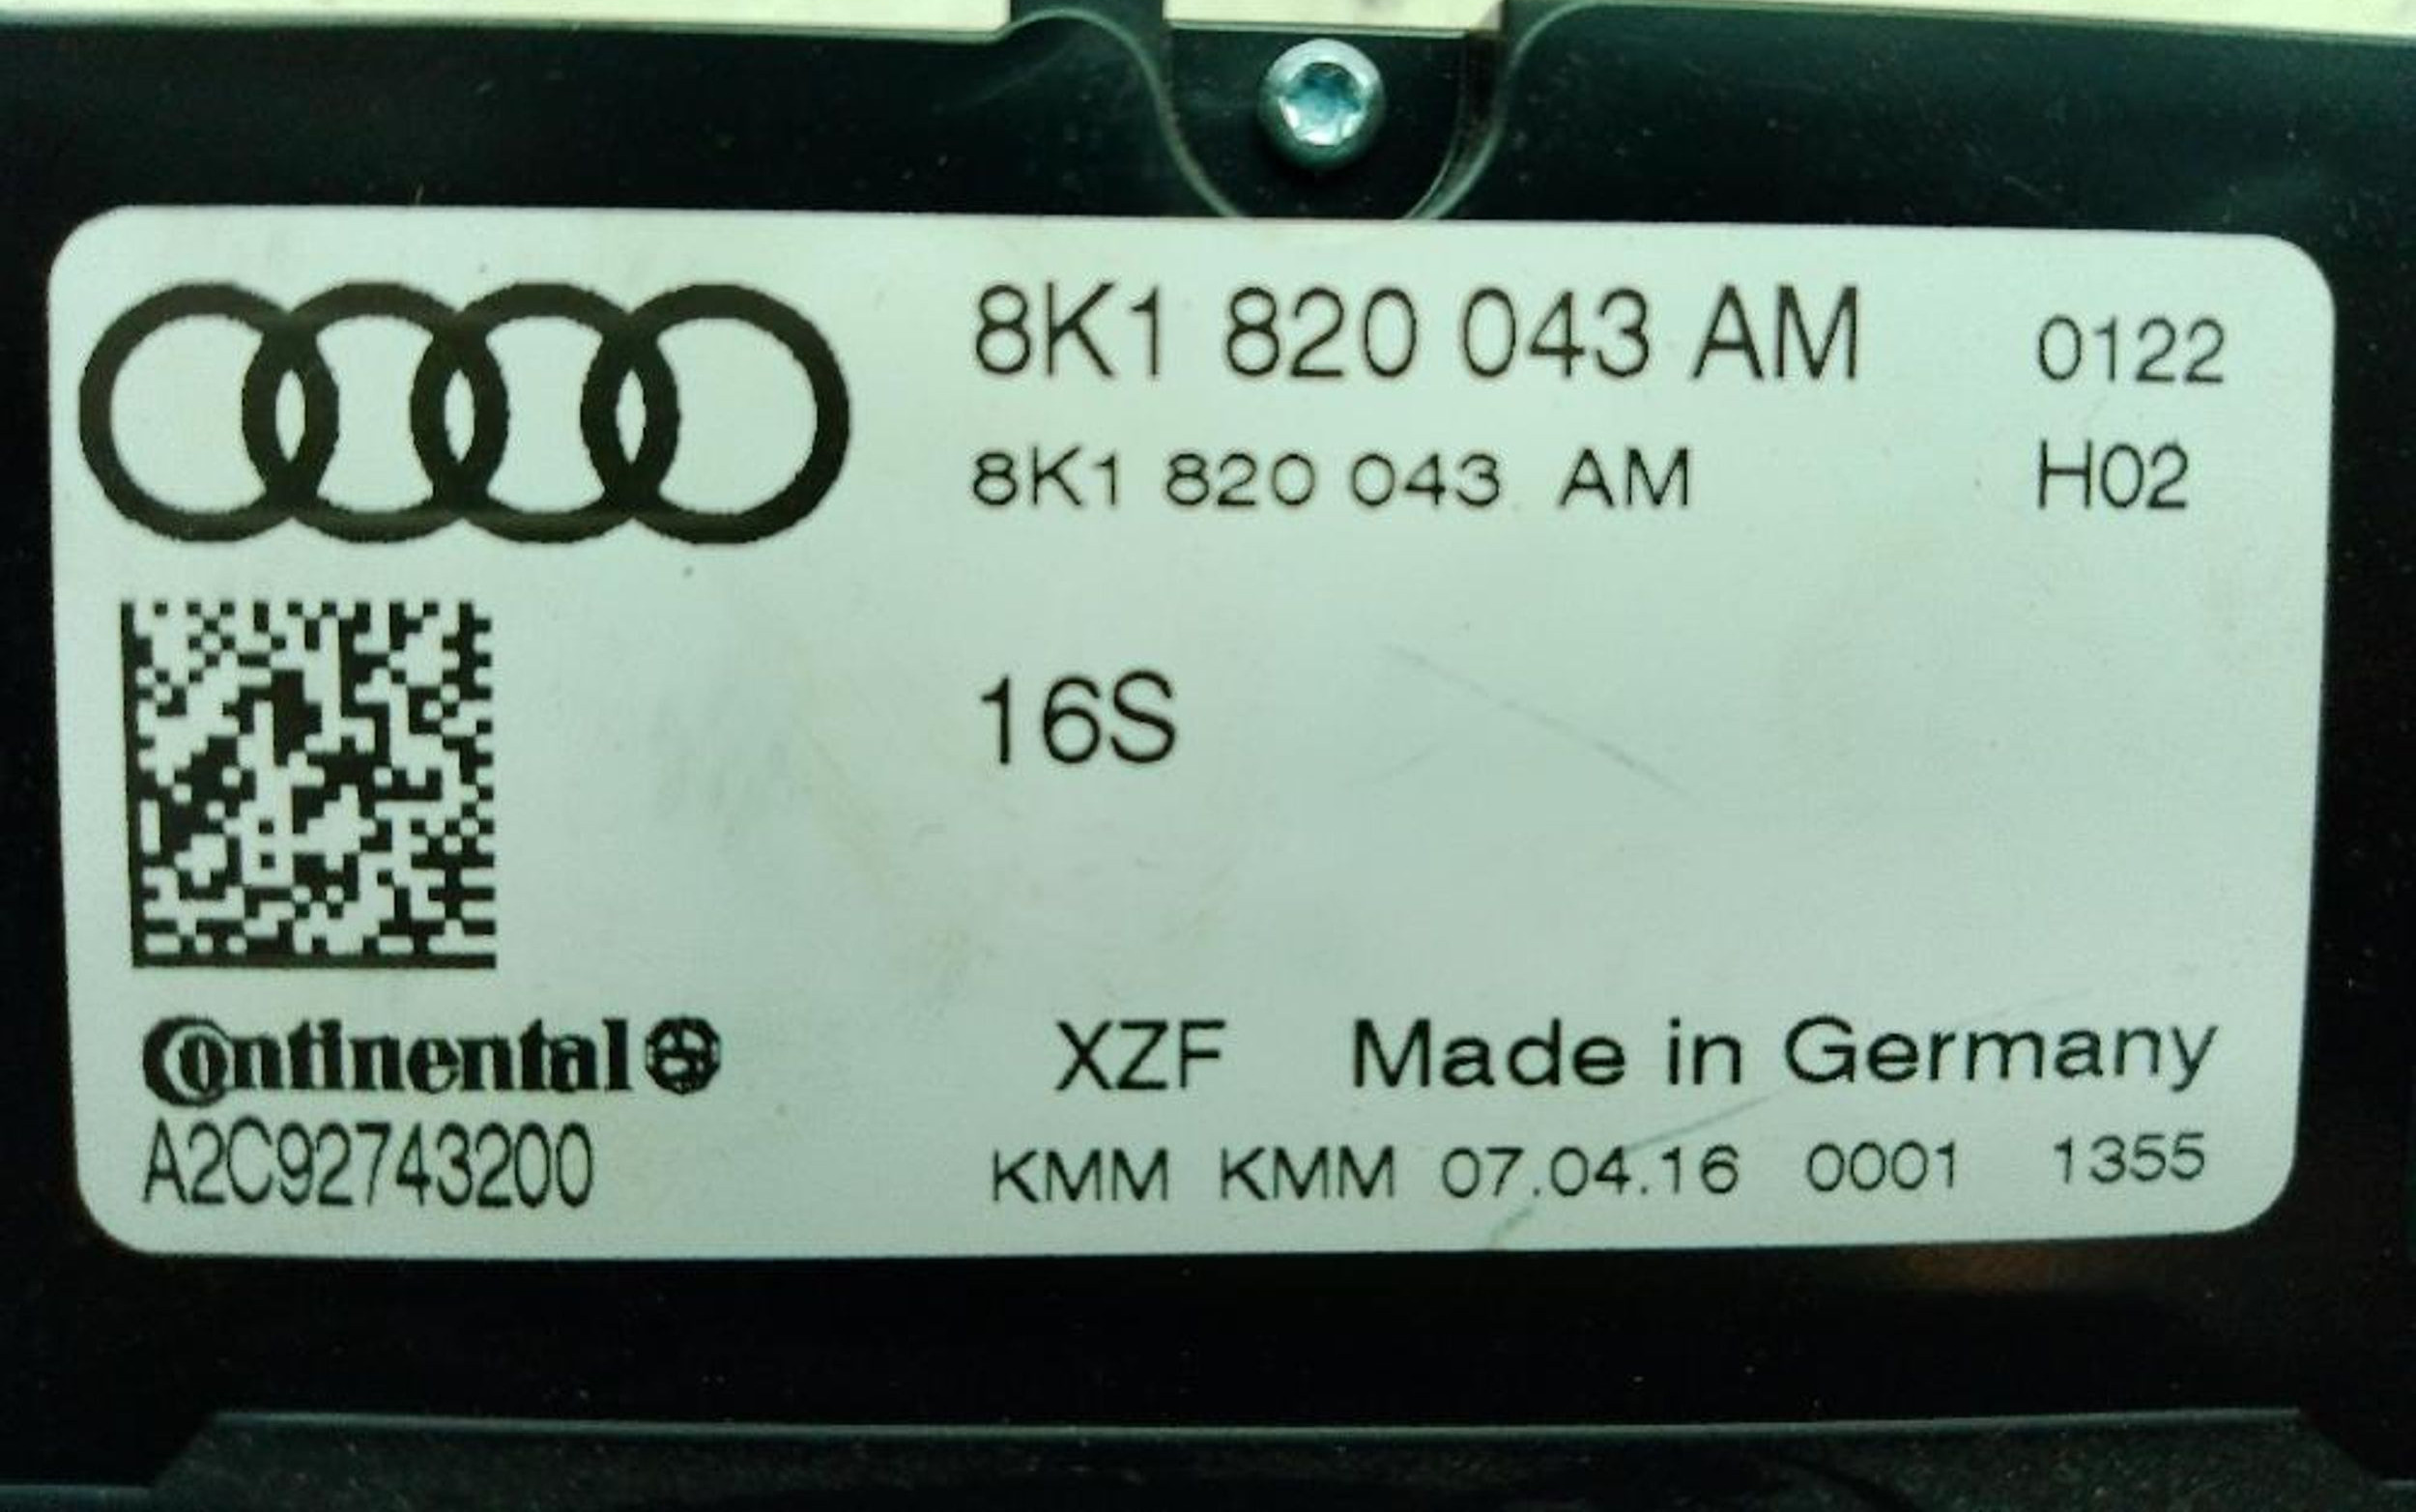 8K1 820 043 AM 0122
8K1 820 043 AM H02
16S
Continental XZF Made in Germany
A2C92743200 KMM KMM 07.04.16 0001 1355